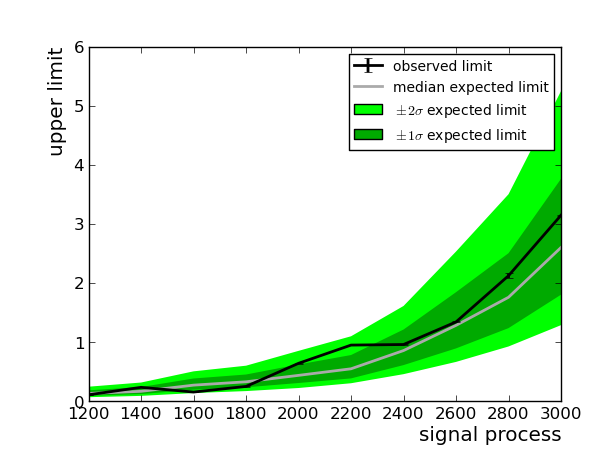 6
5
4
3
2
1
0
upper limit
observed limit
median expected limit
±2σ expected limit
±1σ expected limit
1200 1400 1600 1800 2000 2200 2400 2600 2800 3000
signal process